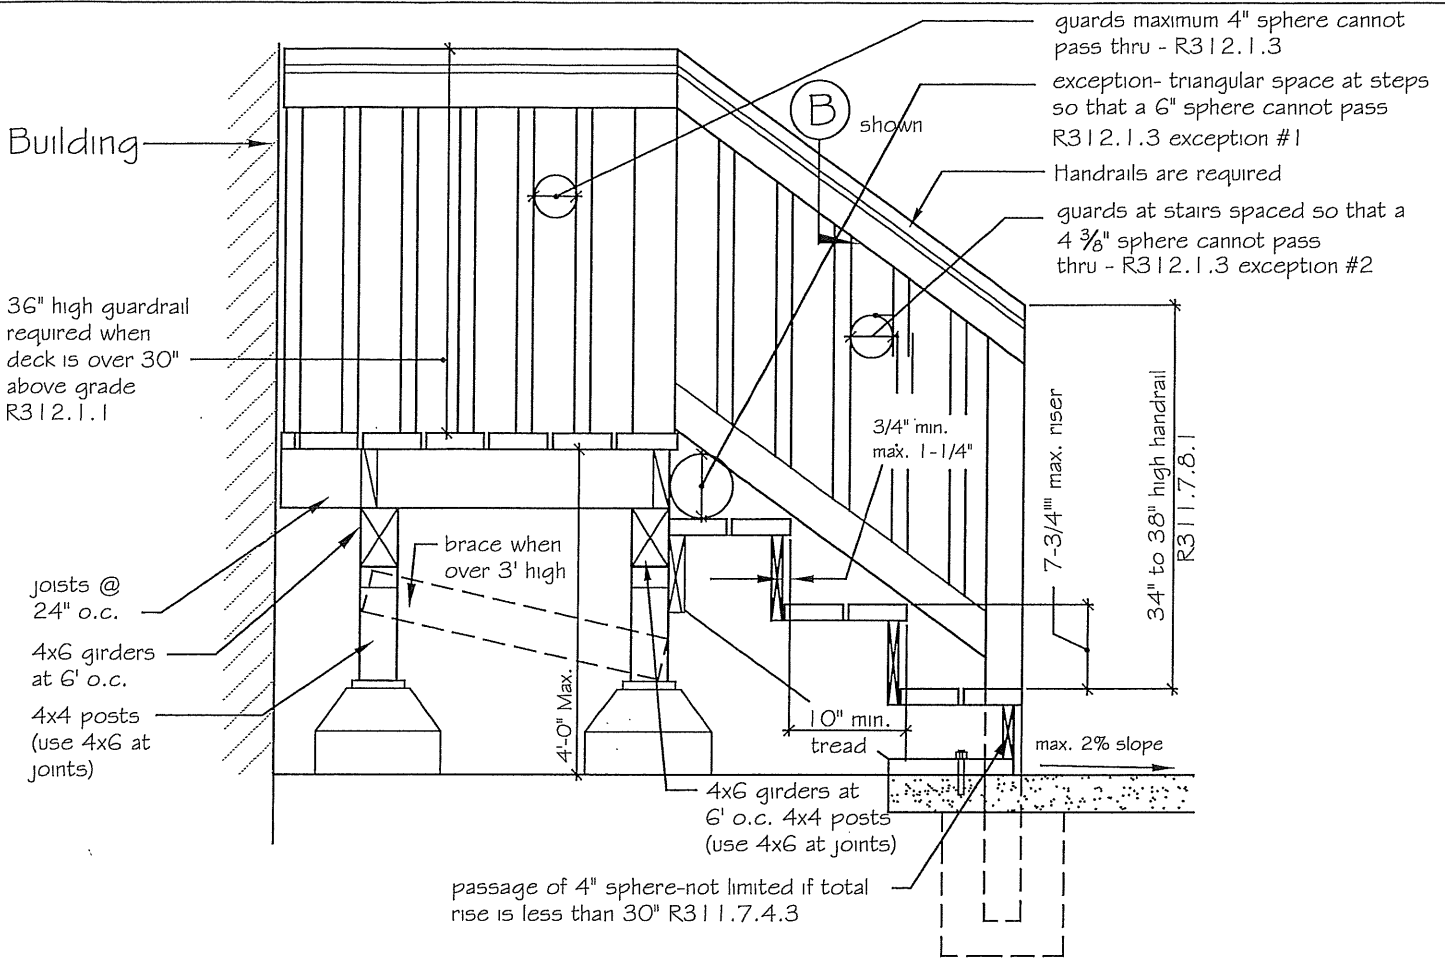 guards maximum 4" sphere cannot
pass thru - R312.1.3
exception- triangular space at steps
so that a 6" sphere cannot pass
R312.1.3 exception #1
B
shown
Building
Handrails are required
guards at stairs spaced so that a
4 3/8" sphere cannot pass
thru - R312.1.3 exception #2
36" high guardrail
required when
deck is over 30"
above grade
R312.1.1
3/4" min.
max. 1-1/4"
7-3/4"" max. riser
34" to 38" high handrail
R311.7.8.1
brace when
over 3' high
joists @
24" o.c.
4x6 girders
at 6' o.c.
4x4 posts
(use 4x6 at
joints)
4'-0" Max.
10" min.
tread
max. 2% slope
4x6 girders at
6' o.c. 4x4 posts
(use 4x6 at joints)
passage of 4" sphere-not limited if total
rise is less than 30" R311.7.4.3